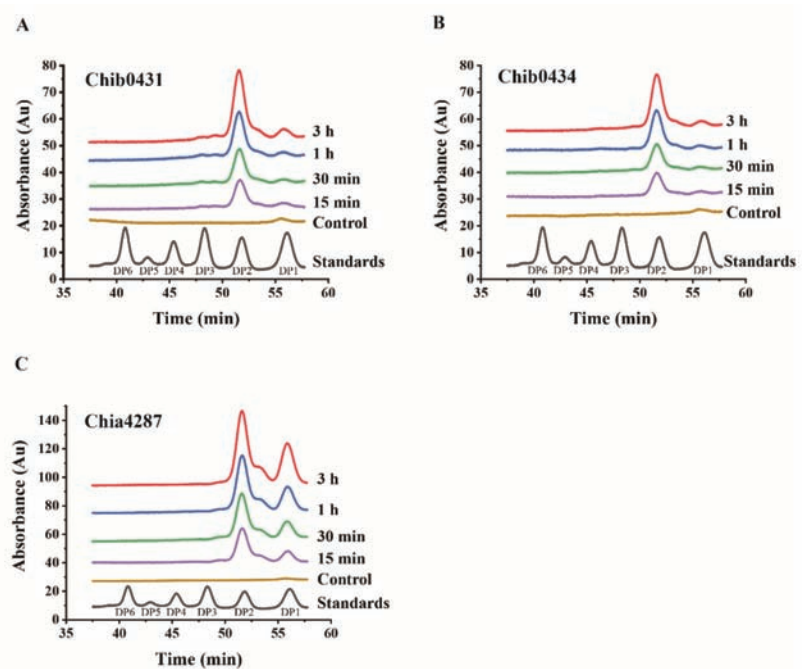 A
Chib0431
Absorbance (Au)
80
70
60
50
40
30
20
10
0
3 h
1 h
30 min
15 min
Control
Standards
DP6 DP5 DP4 DP3 DP2 DP1
35 40 45 50 55 60
Time (min)
B
Chib0434
Absorbance (Au)
80
70
60
50
40
30
20
10
0
3 h
1 h
30 min
15 min
Control
Standards
DP6 DP5 DP4 DP3 DP2 DP1
35 40 45 50 55 60
Time (min)
C
Chia4287
Absorbance (Au)
140
120
100
80
60
40
20
0
3 h
1 h
30 min
15 min
Control
Standards
DP6 DP5 DP4 DP3 DP2 DP1
35 40 45 50 55 60
Time (min)